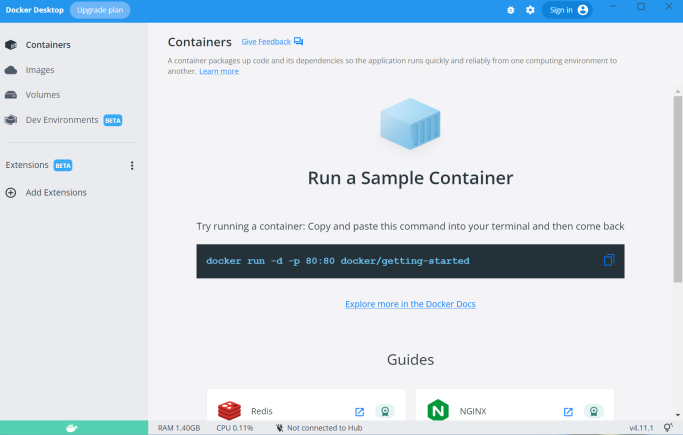 Docker Desktop Upgrade plan Sign in
Containers
Images
Volumes
Dev Environments BETA
Extensions BETA
Add Extensions
Containers Give Feedback
A container packages up code and its dependencies so the application runs quickly and reliably from one computing environment to
another. Learn more
Run a Sample Container
Try running a container: Copy and paste this command into your terminal and then come back
docker run -d -p 80:80 docker/getting-started
Explore more in the Docker Docs
Guides
Redis
NGINX
RAM 1.40GB CPU 0.11% Not connected to Hub v4.11.1